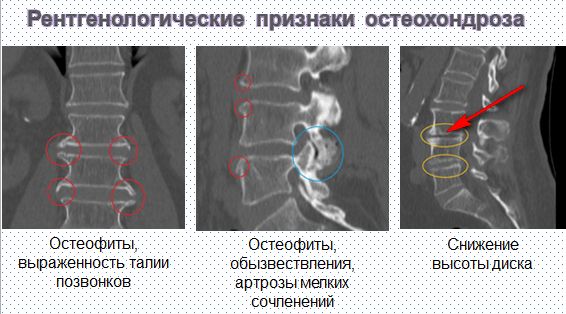 Рентгенологические признаки остеохондроза
Остеофиты,
выраженность талии
позвонков
Остеофиты,
обызвествления,
артрозы мелких
сочленений
Снижение
высоты диска